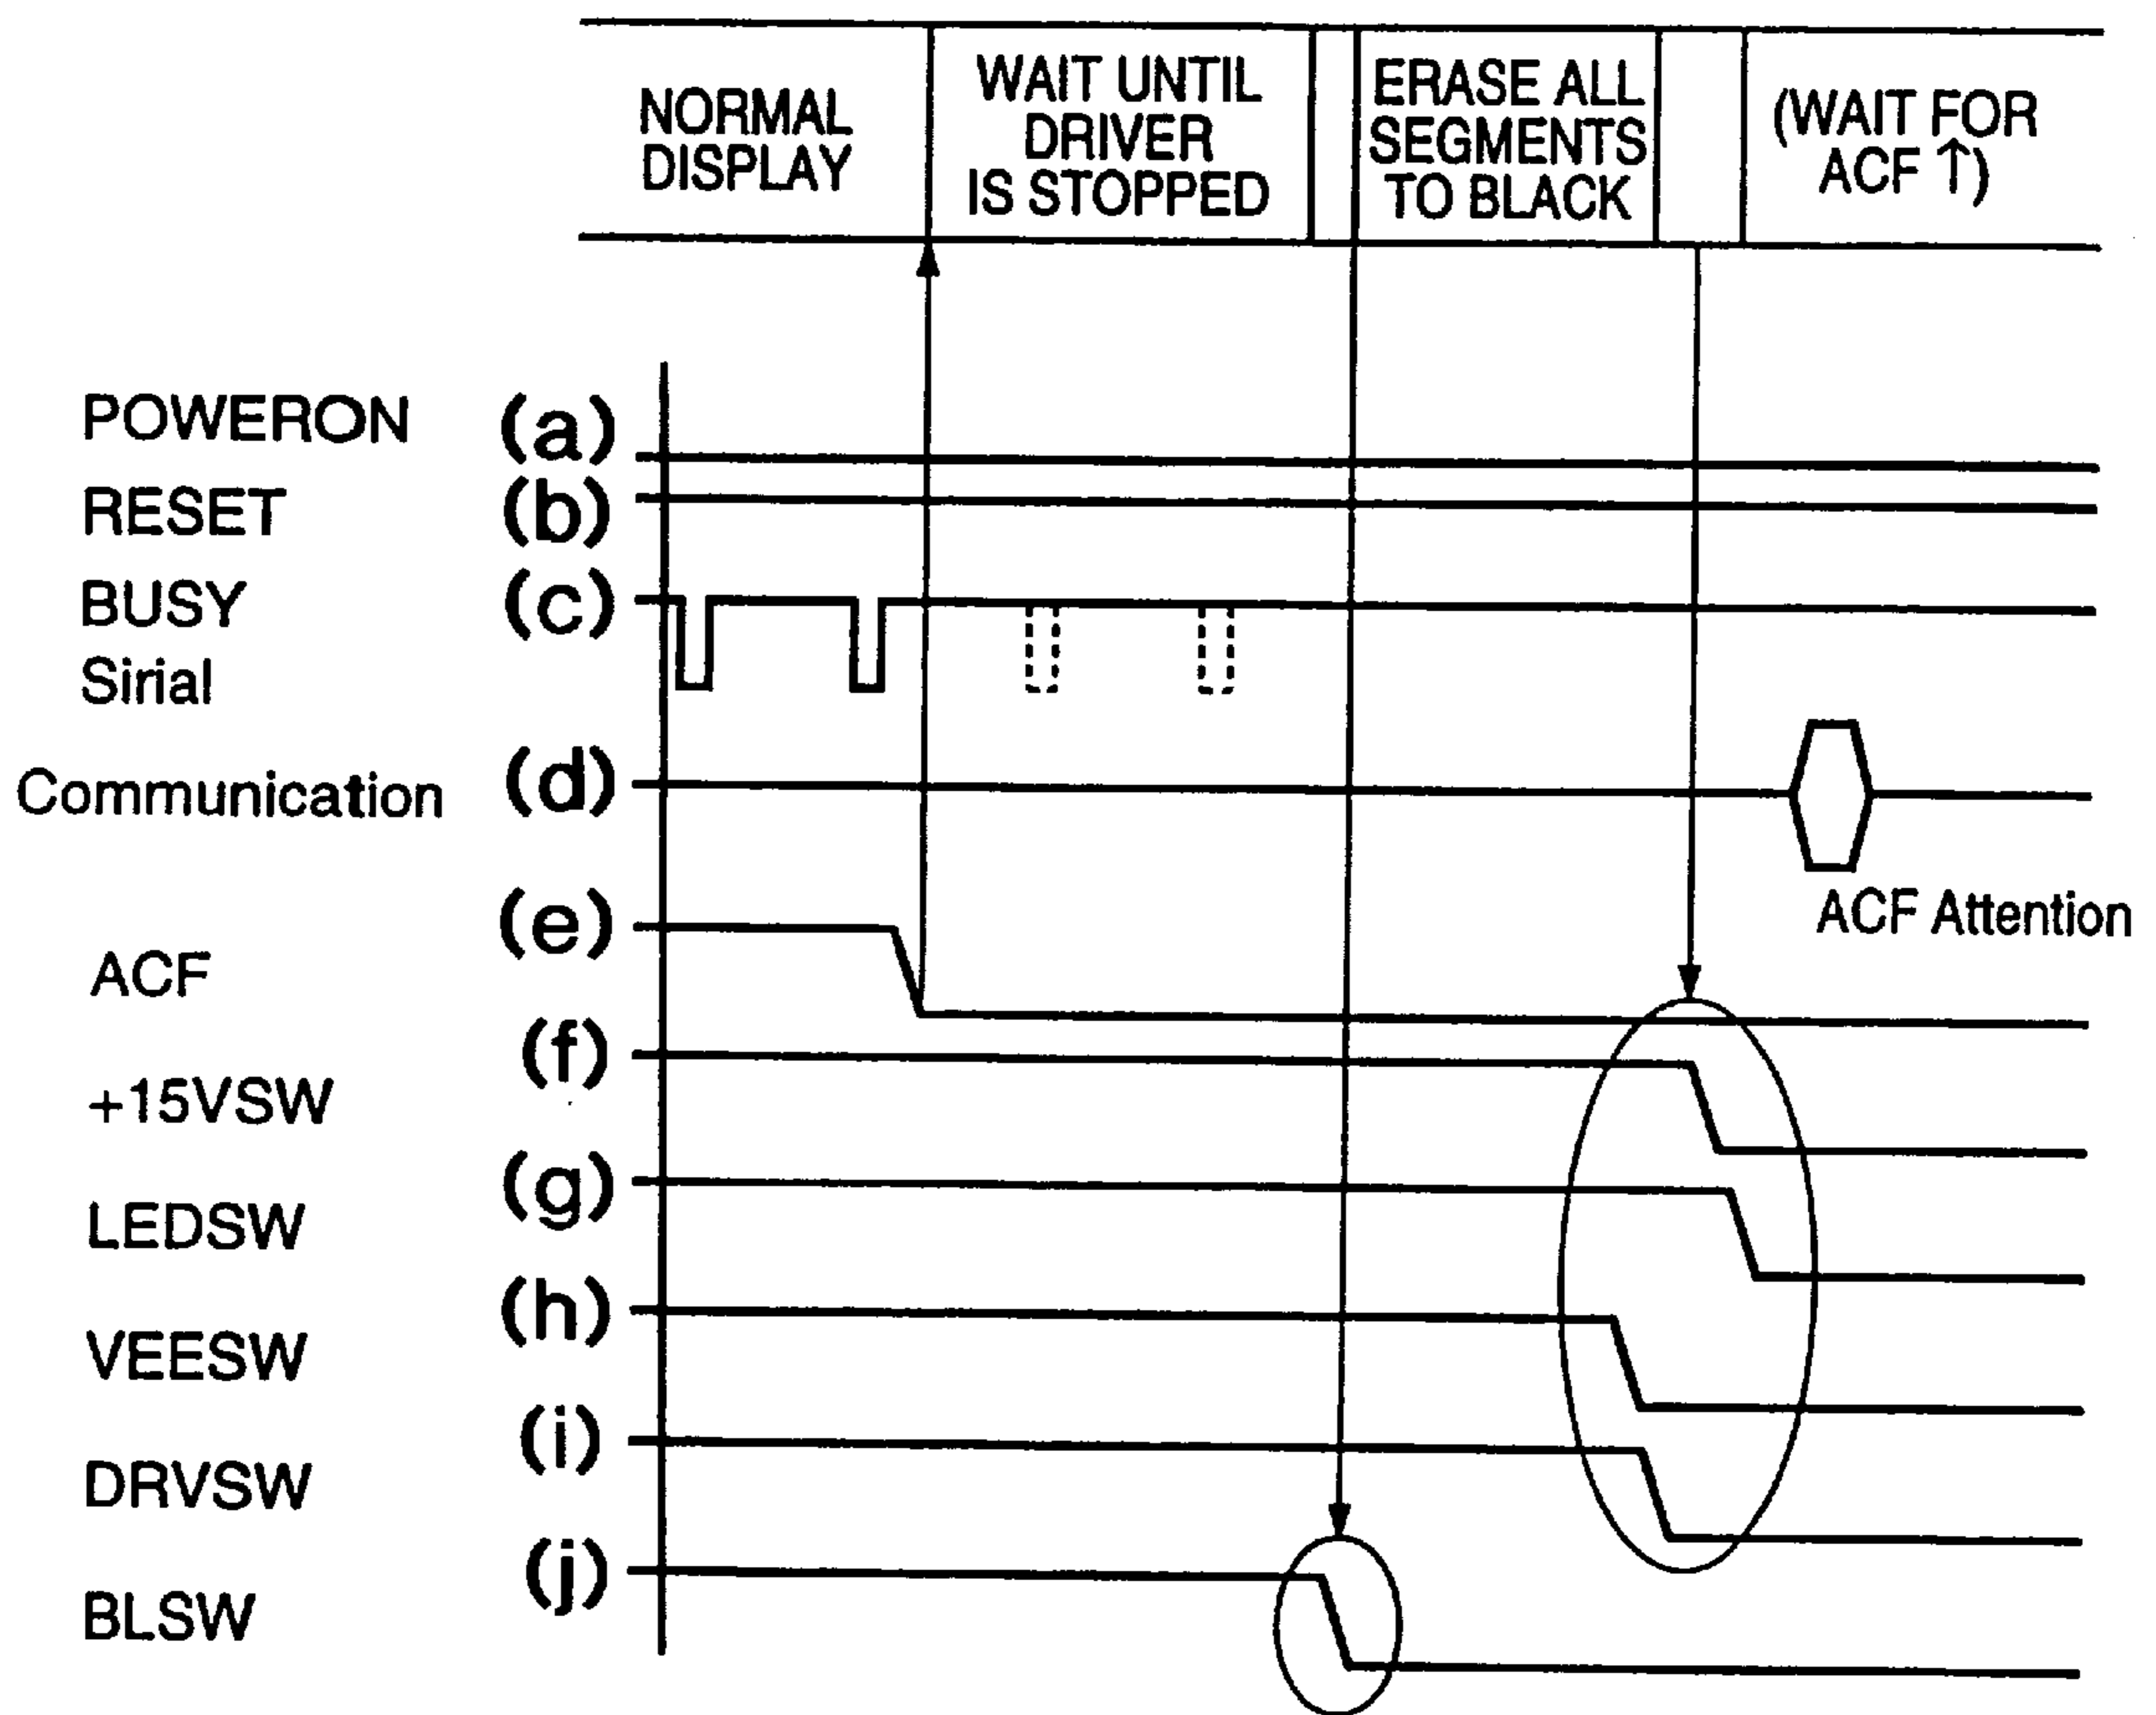 NORMAL
DISPLAY
WAIT UNTIL
DRIVER
IS STOPPED
ERASE ALL
SEGMENTS
TO BLACK
(WAIT FOR
ACF ↑)
POWERON (a)
RESET (b)
BUSY (c)
Sirial
Communication (d)
ACF Attention
(e)
ACF
(f)
+15VSW
(g)
LEDSW
(h)
VEESW
(i)
DRVSW
(j)
BLSW